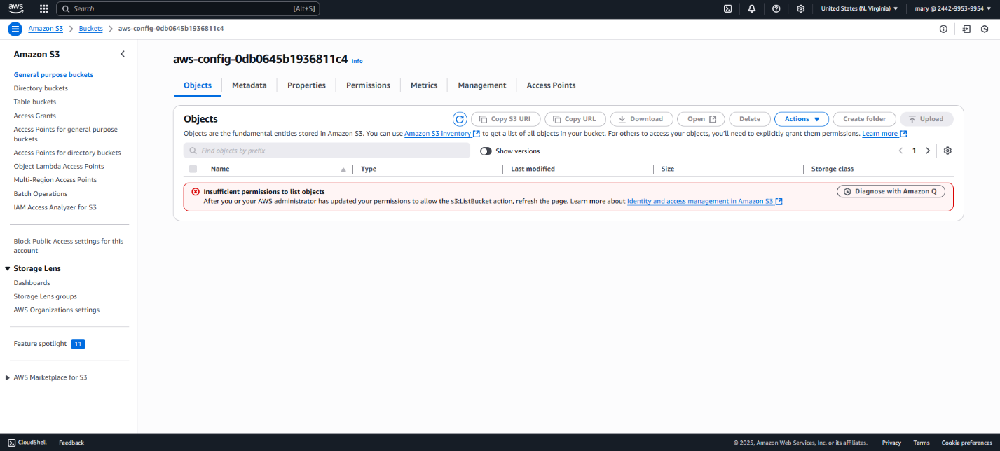 aws
Search [Alt+S]
United States (N. Virginia) ▼
mary @ 2442-9953-9954 ▼
Amazon S3 > Buckets > aws-config-0db0645b1936811c4
Amazon S3
General purpose buckets
Directory buckets
Table buckets
Access Grants
Access Points for general purpose
buckets
Access Points for directory buckets
Object Lambda Access Points
Multi-Region Access Points
Batch Operations
IAM Access Analyzer for S3
Block Public Access settings for this
account
Storage Lens
Dashboards
Storage Lens groups
AWS Organizations settings
Feature spotlight 11
AWS Marketplace for S3
aws-config-0db0645b1936811c4 Info
Objects Metadata Properties Permissions Metrics Management Access Points
Objects
Copy S3 URI Copy URL Download Open Delete Actions ▼ Create folder Upload
Objects are the fundamental entities stored in Amazon S3. You can use Amazon S3 inventory to get a list of all objects in your bucket. For others to access your objects, you'll need to explicitly grant them permissions. Learn more
Find objects by prefix Show versions < 1 >
Name Type Last modified Size Storage class
Insufficient permissions to list objects Diagnose with Amazon Q
After you or your AWS administrator has updated your permissions to allow the s3:ListBucket action, refresh the page. Learn more about Identity and access management in Amazon S3
CloudShell Feedback © 2025, Amazon Web Services, Inc. or its affiliates. Privacy Terms Cookie preferences